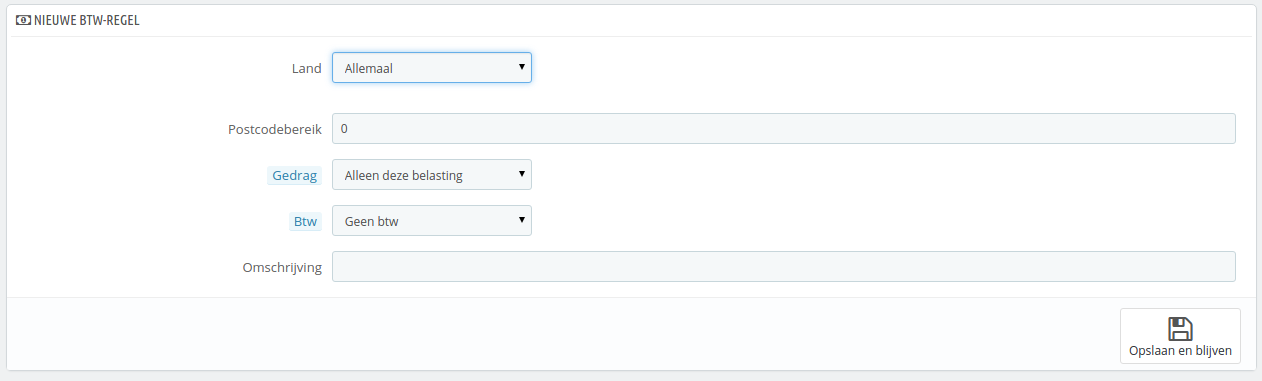 NIEUWE BTW-REGEL
Land Allemaal
Postcodebereik 0
Gedrag Alleen deze belasting
Btw Geen btw
Omschrijving
Opslaan en blijven